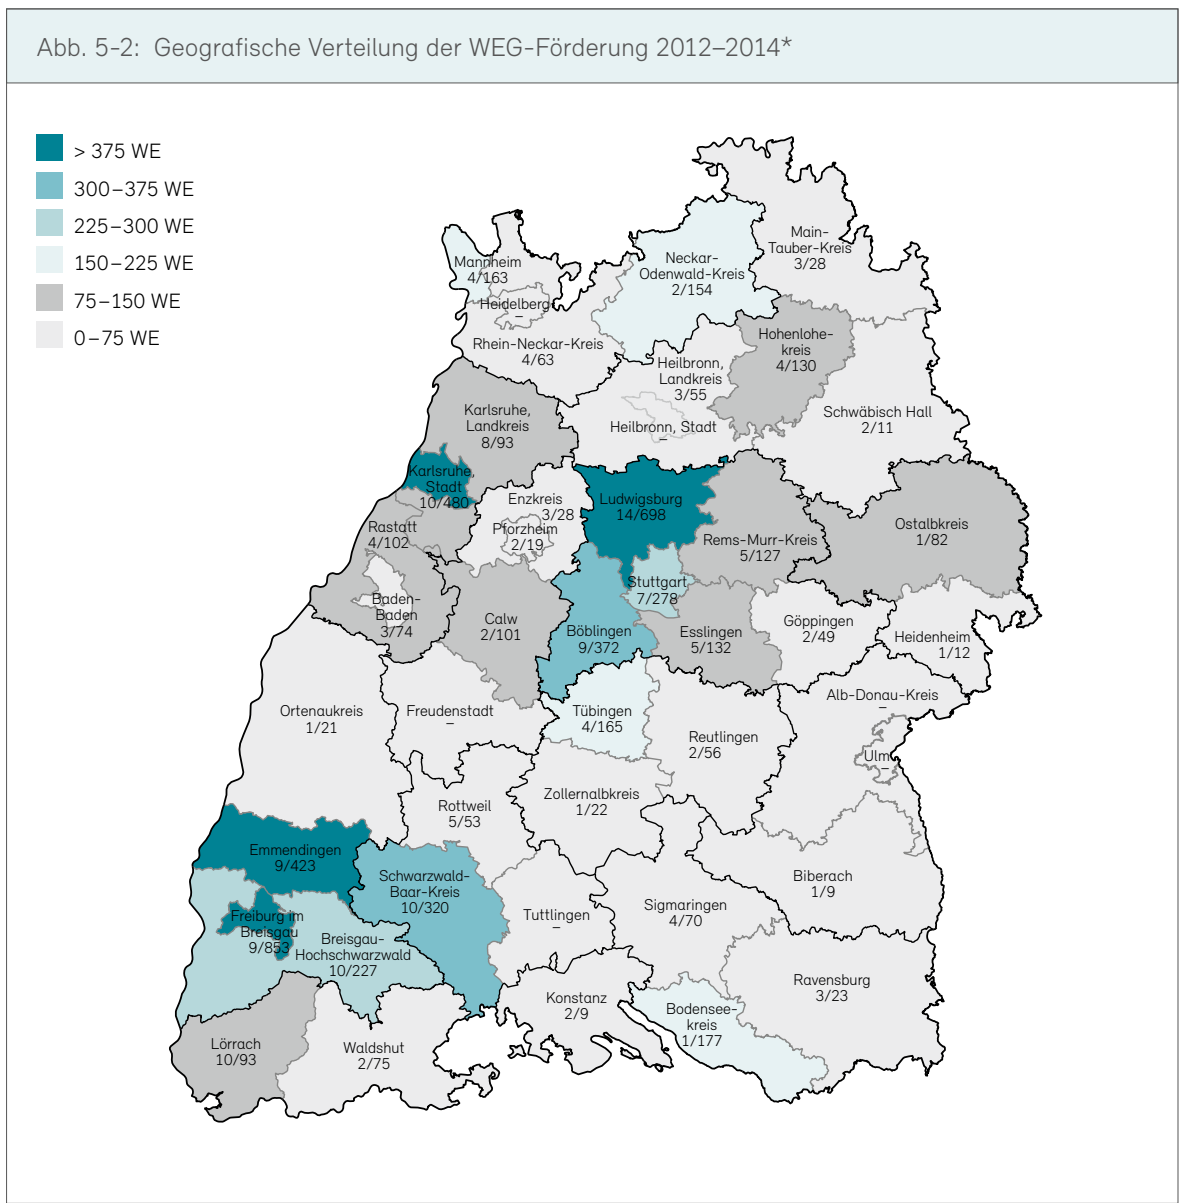 Abb. 5-2: Geografische Verteilung der WEG-Förderung 2012–2014*
> 375 WE
300–375 WE
225–300 WE
150–225 WE
75–150 WE
0–75 WE
Main-
Tauber-Kreis
3/28
Mannheim
4/163
Neckar-
Odenwald-Kreis
2/154
Heidelberg
–
Rhein-Neckar-Kreis
4/63
Hohenlohe-
kreis
4/130
Heilbronn,
Landkreis
3/55
Schwäbisch Hall
2/11
Karlsruhe,
Landkreis
8/93
Heilbronn, Stadt
–
Karlsruhe,
Stadt
10/480
Enzkreis
3/28
Ludwigsburg
14/698
Rastatt
4/102
Pforzheim
2/19
Rems-Murr-Kreis
5/127
Ostalbkreis
1/82
Stuttgart
7/278
Baden-
Baden
3/74
Calw
2/101
Böblingen
9/372
Esslingen
5/132
Göppingen
2/49
Heidenheim
1/12
Ortenaukreis
1/21
Freudenstadt
–
Tübingen
4/165
Reutlingen
2/56
Alb-Donau-Kreis
–
Ulm
–
Rottweil
5/53
Zollernalbkreis
1/22
Emmendingen
9/423
Schwarzwald-
Baar-Kreis
10/320
Biberach
1/9
Freiburg im
Breisgau
9/853
Breisgau-
Hochschwarzwald
10/227
Tuttlingen
–
Sigmaringen
4/70
Ravensburg
3/23
Konstanz
2/9
Bodensee-
kreis
1/177
Lörrach
10/93
Waldshut
2/75